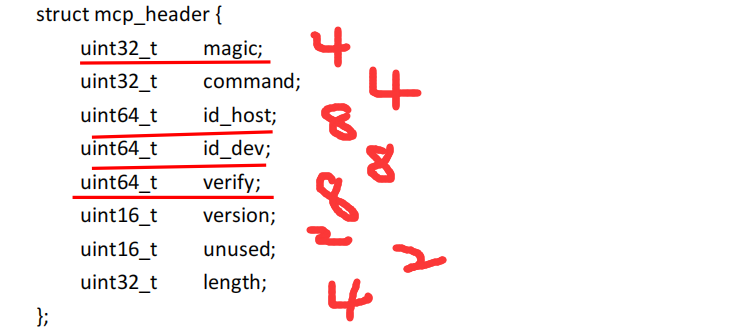 struct mcp_header {
uint32_t magic; 4
uint32_t command; 4
uint64_t id_host; 8
uint64_t id_dev; 8
uint64_t verify; 8
uint16_t version; 2
uint16_t unused; 2
uint32_t length; 4
};